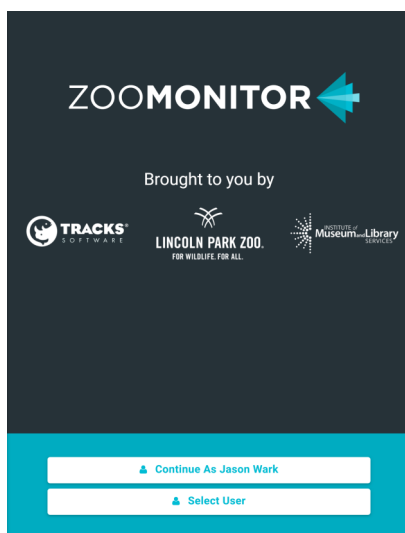 ZOOMONITOR
Brought to you by
TRACKS®
SOFTWARE
LINCOLN PARK ZOO.
FOR WILDLIFE. FOR ALL.
INSTITUTE of
Museum and Library
SERVICES
Continue As Jason Wark
Select User